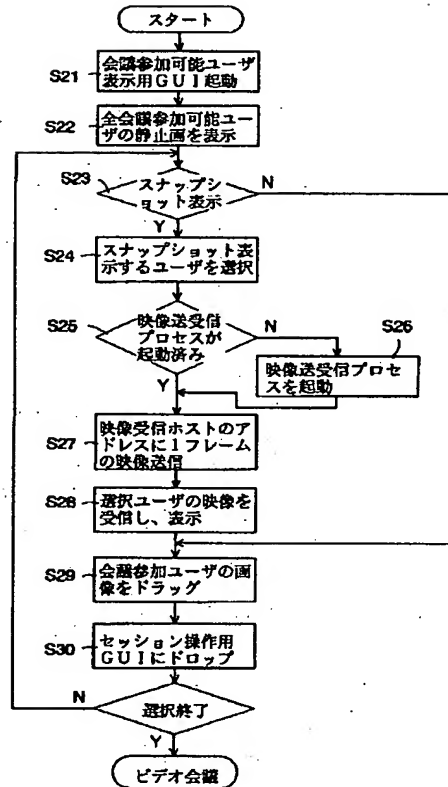 スタート
S21
会議参加可能ユーザ
表示用GUI起動
S22
全会議参加可能ユー
ザの静止画を表示
S23
スナップシ
ョット表示
N
Y
S24
スナップショット表
示するユーザを選択
S25
映像送受信
プロセスが
起動済み
N
Y
S26
映像送受信プロセ
スを起動
S27
映像受信ホストのア
ドレスに1フレーム
の映像送信
S28
選択ユーザの映像を
受信し、表示
S29
会議参加ユーザの画
像をドラッグ
S30
セッション操作用
GUIにドロップ
N
選択終了
Y
ビデオ会議